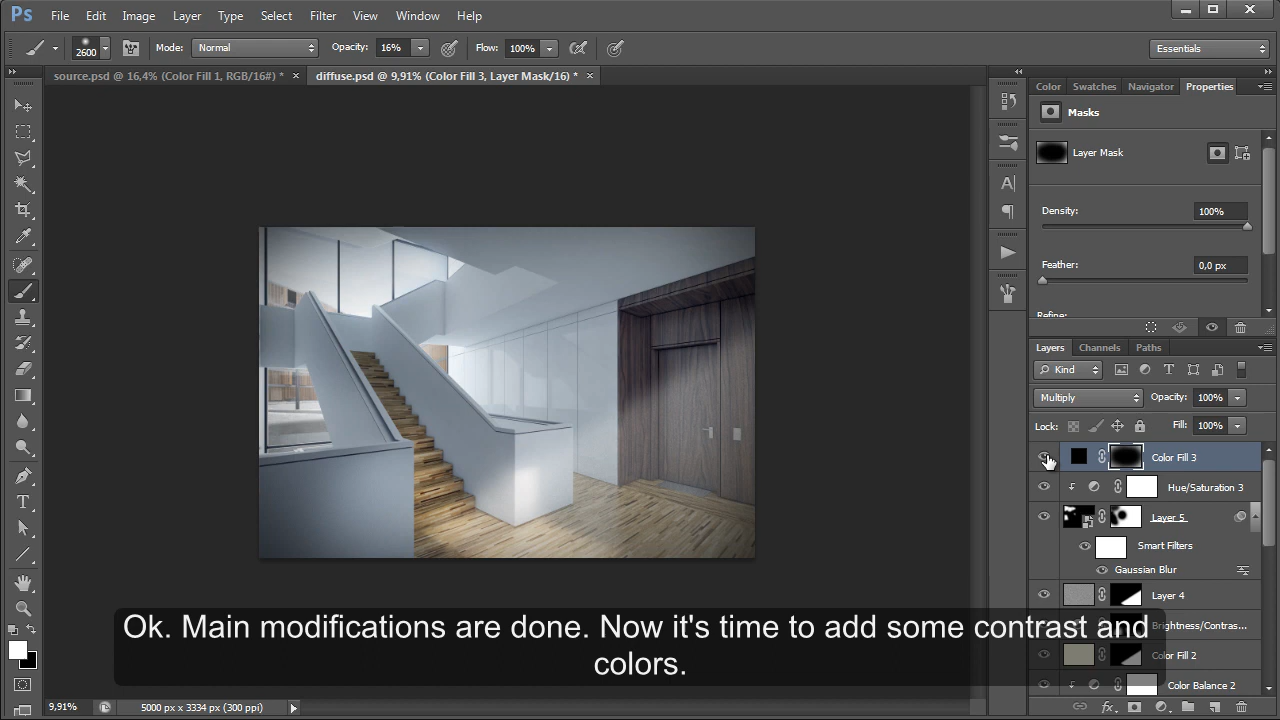 Ps File Edit Image Layer Type Select Filter View Window Help
2600 Mode: Normal Opacity: 16% Flow: 100% Essentials
source.psd @ 16,4% (Color Fill 1, RGB/16#) * × diffuse.psd @ 9,91% (Color Fill 3, Layer Mask/16) * ×
Color Swatches Navigator Properties
Masks
Layer Mask
Density: 100%
Feather: 0,0 px
Refine:
Layers Channels Paths
Kind
Multiply Opacity: 100%
Lock: Fill: 100%
Color Fill 3
Hue/Saturation 3
Layer 5
Smart Filters
Gaussian Blur
Layer 4
Brightness/Contras...
Color Fill 2
Color Balance 2
Ok. Main modifications are done. Now it's time to add some contrast and
colors.
9,91% 5000 px x 3334 px (300 ppi)